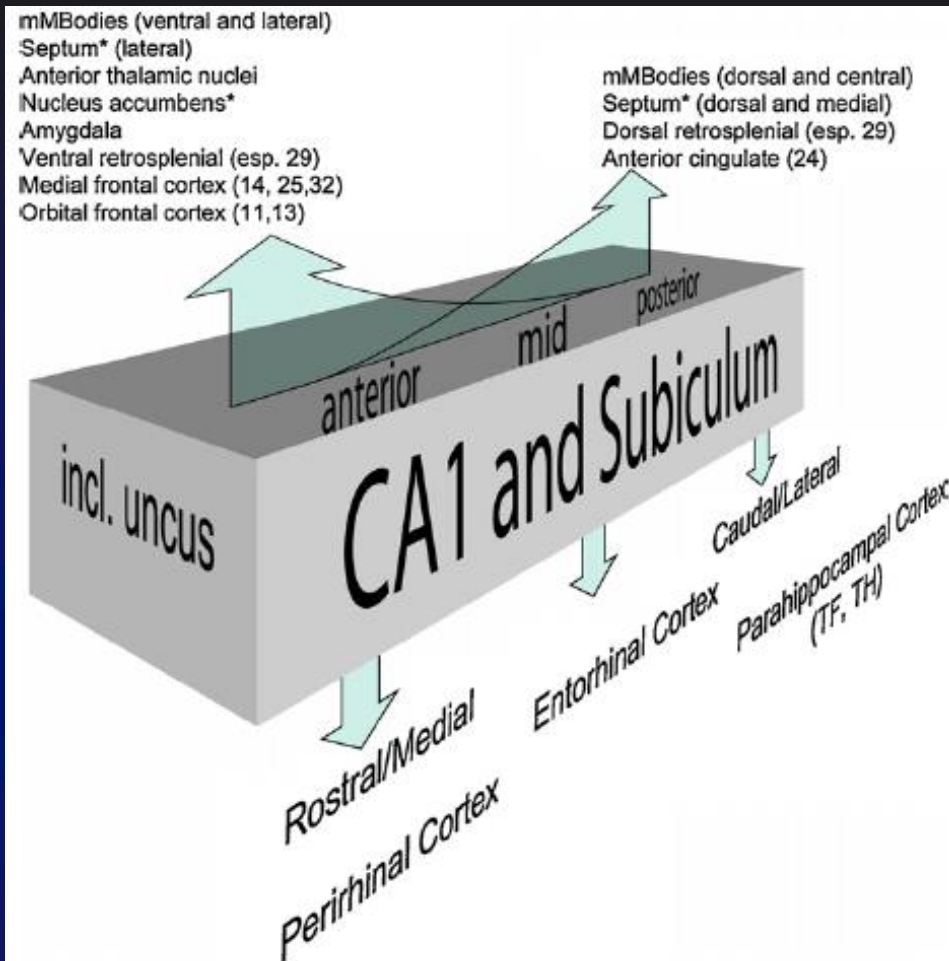 mMBodies (ventral and lateral)
Septum* (lateral)
Anterior thalamic nuclei
Nucleus accumbens*
Amygdala
Ventral retrosplenial (esp. 29)
Medial frontal cortex (14, 25,32)
Orbital frontal cortex (11,13)
mMBodies (dorsal and central)
Septum* (dorsal and medial)
Dorsal retrosplenial (esp. 29)
Anterior cingulate (24)
anterior
mid
posterior
incl. uncus
CA1 and Subiculum
Rostral/Medial
Entorhinal Cortex
Caudal/Lateral
Perirhinal Cortex
Parahippocampal Cortex
(TF, TH)